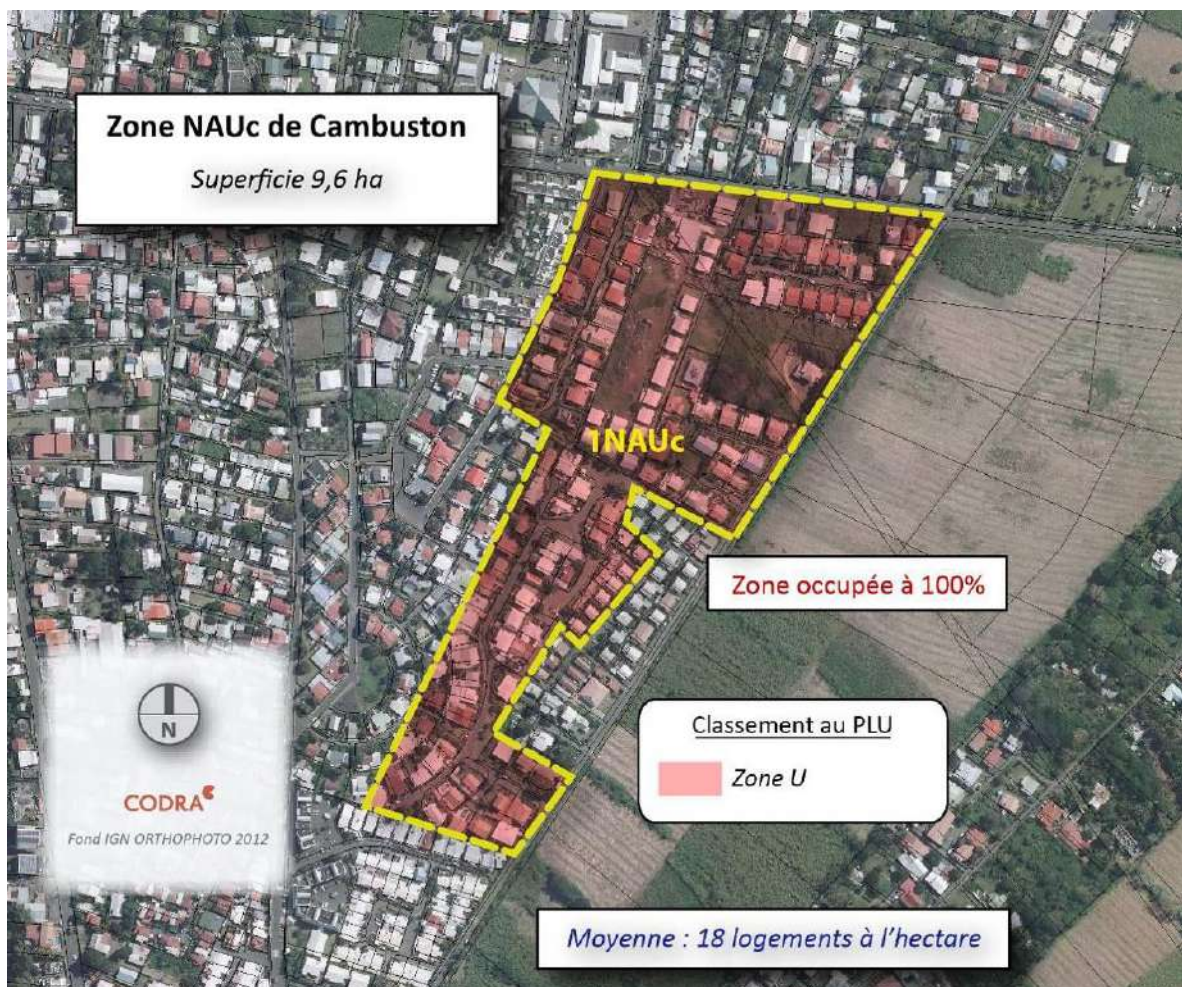 Zone NAUc de Cambuston
Superficie 9,6 ha
1NAUc
Zone occupée à 100%
Classement au PLU
Zone U
N
CODRA
Fond IGN ORTHOPHOTO 2012
Moyenne : 18 logements à l'hectare